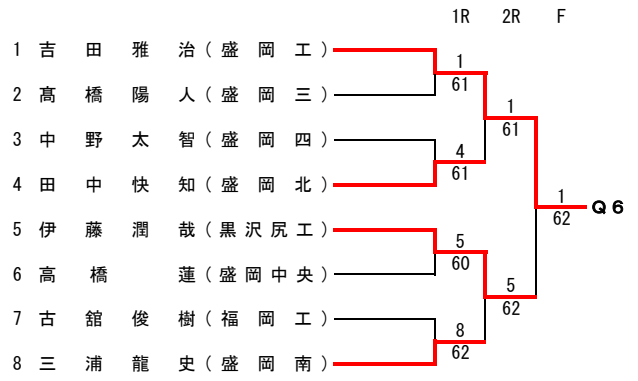 1R 2R F
1 吉田雅治(盛岡工)
2 髙橋陽人(盛岡三)
3 中野太智(盛岡四)
4 田中快知(盛岡北)
5 伊藤潤哉(黒沢尻工)
6 高橋蓮(盛岡中央)
7 古舘俊樹(福岡工)
8 三浦龍史(盛岡南)
1
61
4
61
5
60
8
62
1
61
5
62
1
62
Q6